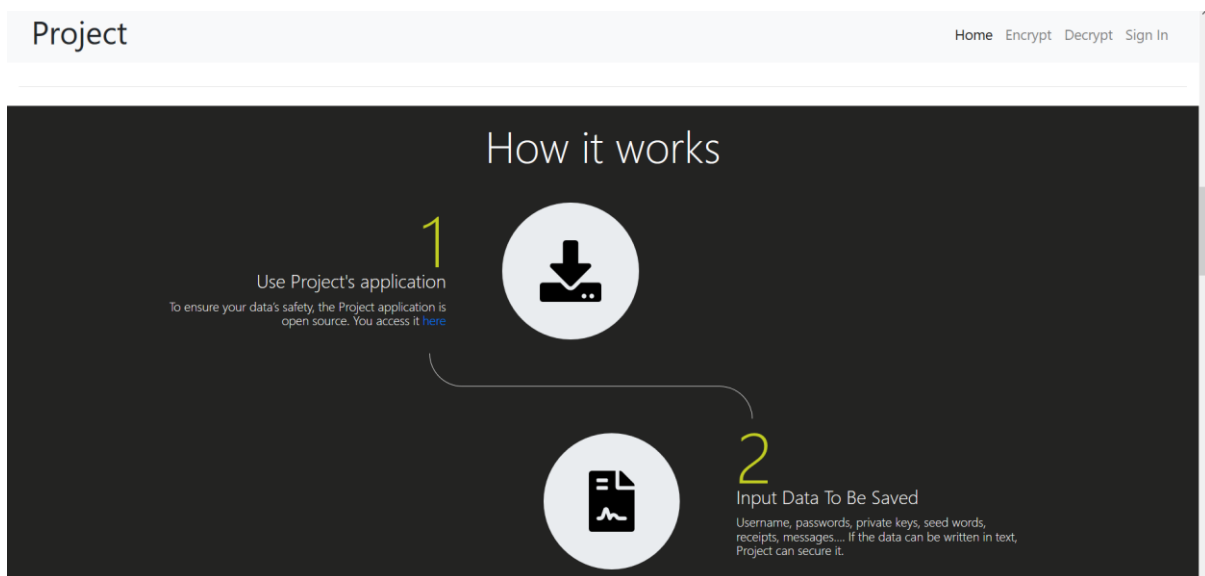 Project
Home Encrypt Decrypt Sign In
How it works
1
Use Project's application
To ensure your data's safety, the Project application is
open source. You access it here
2
Input Data To Be Saved
Username, passwords, private keys, seed words,
receipts, messages.... If the data can be written in text,
Project can secure it.